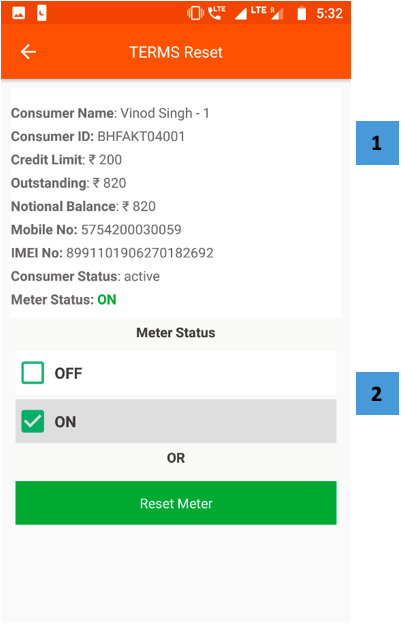 LTE LTE R 5:32
TERMS Reset
Consumer Name: Vinod Singh - 1
Consumer ID: BHFAKT04001
Credit Limit: ₹ 200
Outstanding: ₹ 820
Notional Balance: ₹ 820
Mobile No: 5754200030059
IMEI No: 8991101906270182692
Consumer Status: active
Meter Status: ON
1
Meter Status
OFF
2
ON
OR
Reset Meter